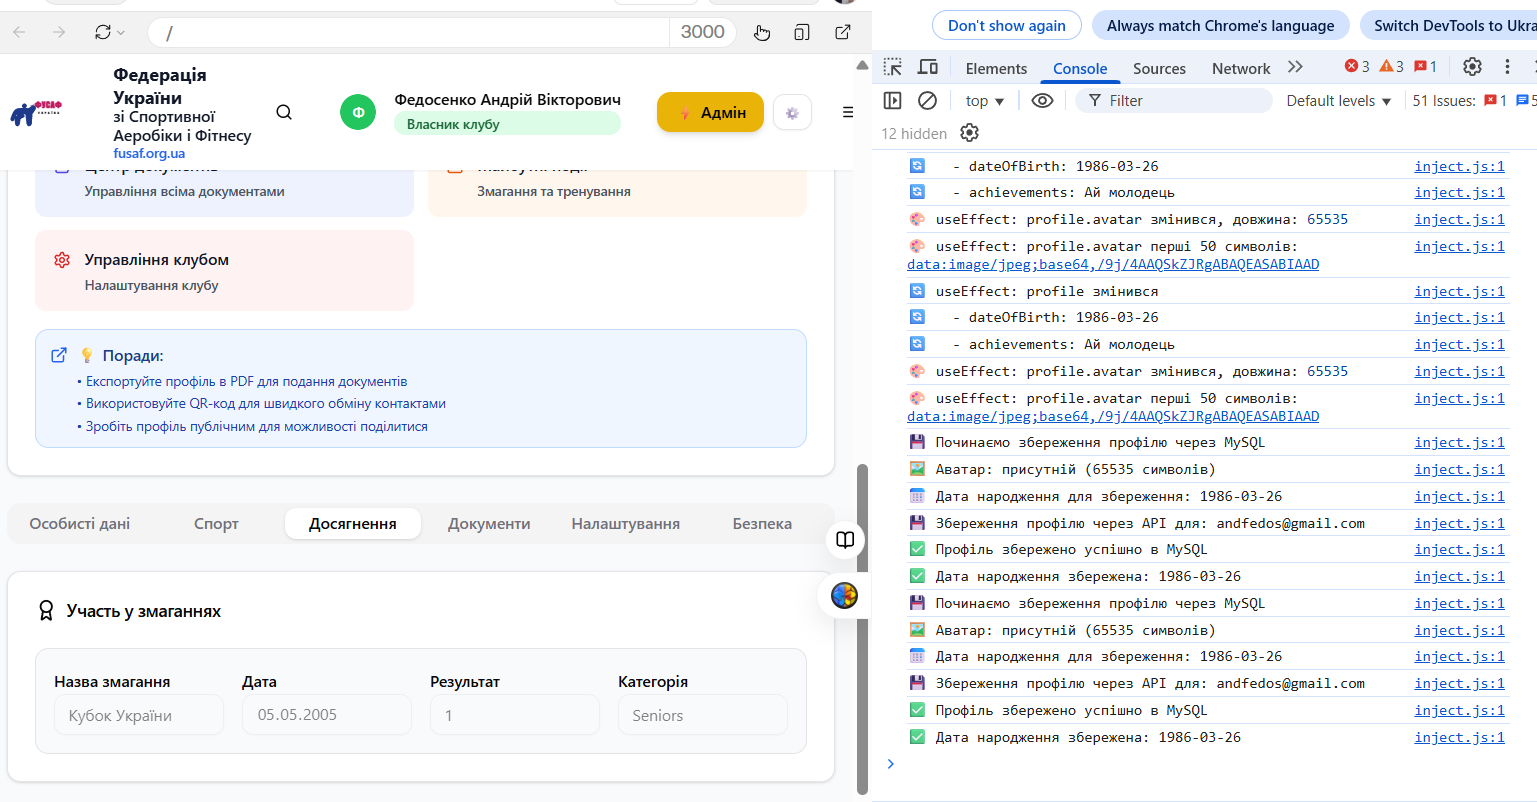 /
3000
ФУСАФ
УКРАЇНА
Федерація
України
зі Спортивної
Аеробіки і Фітнесу
fusaf.org.ua
Ф
Федосенко Андрій Вікторович
Власник клубу
Адмін
Центр документів
Управління всіма документами
Майбутні події
Змагання та тренування
Управління клубом
Налаштування клубу
Поради:
• Експортуйте профіль в PDF для подання документів
• Використовуйте QR-код для швидкого обміну контактами
• Зробіть профіль публічним для можливості поділитися
Особисті дані Спорт Досягнення Документи Налаштування Безпека
Участь у змаганнях
Назва змагання Дата Результат Категорія
Кубок України 05.05.2005 1 Seniors
Don't show again Always match Chrome's language Switch DevTools to Ukra
Elements Console Sources Network 3 3 1
top Filter Default levels 51 Issues: 1 5
12 hidden
- dateOfBirth: 1986-03-26 inject.js:1
- achievements: Ай молодець inject.js:1
useEffect: profile.avatar змінився, довжина: 65535 inject.js:1
useEffect: profile.avatar перші 50 символів: inject.js:1
data:image/jpeg;base64,/9j/4AAQSkZJRgABAQEASABIAAD
useEffect: profile змінився inject.js:1
- dateOfBirth: 1986-03-26 inject.js:1
- achievements: Ай молодець inject.js:1
useEffect: profile.avatar змінився, довжина: 65535 inject.js:1
useEffect: profile.avatar перші 50 символів: inject.js:1
data:image/jpeg;base64,/9j/4AAQSkZJRgABAQEASABIAAD
Починаємо збереження профілю через MySQL inject.js:1
Аватар: присутній (65535 символів) inject.js:1
Дата народження для збереження: 1986-03-26 inject.js:1
Збереження профілю через API для: andfedos@gmail.com inject.js:1
Профіль збережено успішно в MySQL inject.js:1
Дата народження збережена: 1986-03-26 inject.js:1
Починаємо збереження профілю через MySQL inject.js:1
Аватар: присутній (65535 символів) inject.js:1
Дата народження для збереження: 1986-03-26 inject.js:1
Збереження профілю через API для: andfedos@gmail.com inject.js:1
Профіль збережено успішно в MySQL inject.js:1
Дата народження збережена: 1986-03-26 inject.js:1